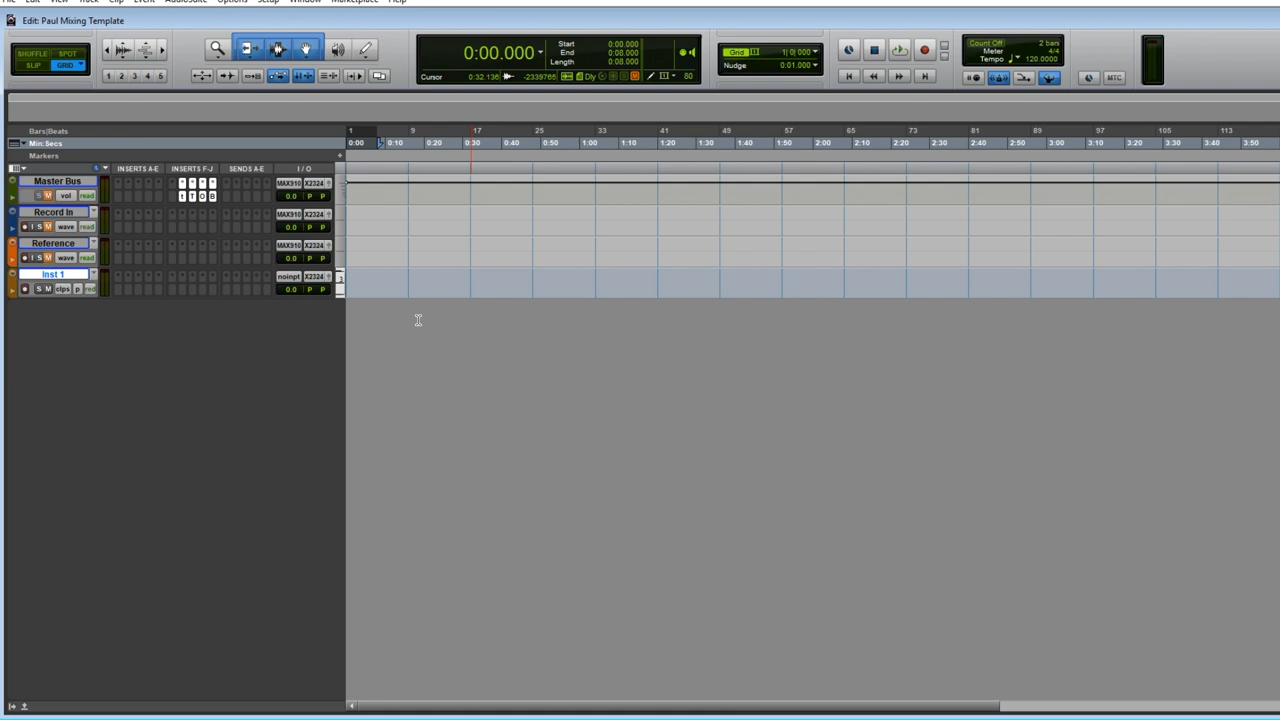 File Edit View Track Clip Event AudioSuite Options Setup Window Marketplace Help
Edit: Paul Mixing Template
SHUFFLE SPOT
SLIP GRID
1 2 3 4 5
0:00.000
Start 0:00.000
End 0:08.000
Length 0:08.000
Cursor 0:32.136 -2339765 Dly 80
Grid 1| 0| 000
Nudge 0:01.000
Count Off 2 bars
Meter 4/4
Tempo 120.0000
MTC
Bars|Beats 1 9 17 25 33 41 49 57 65 73 81 89 97 105 113
Min:Secs 0:00 0:10 0:20 0:30 0:40 0:50 1:00 1:10 1:20 1:30 1:40 1:50 2:00 2:10 2:20 2:30 2:40 2:50 3:00 3:10 3:20 3:30 3:40 3:50
Markers +
INSERTS A-E INSERTS F-J SENDS A-E I / O
Master Bus MAX910 X2324
S M vol read t T O B 0.0 P P
Record In MAX910 X2324
I S M wave read 0.0 P P
Reference MAX910 X2324
I S M wave read 0.0 P P
Inst 1 noinpt X2324
S M clps p 0.0 P P